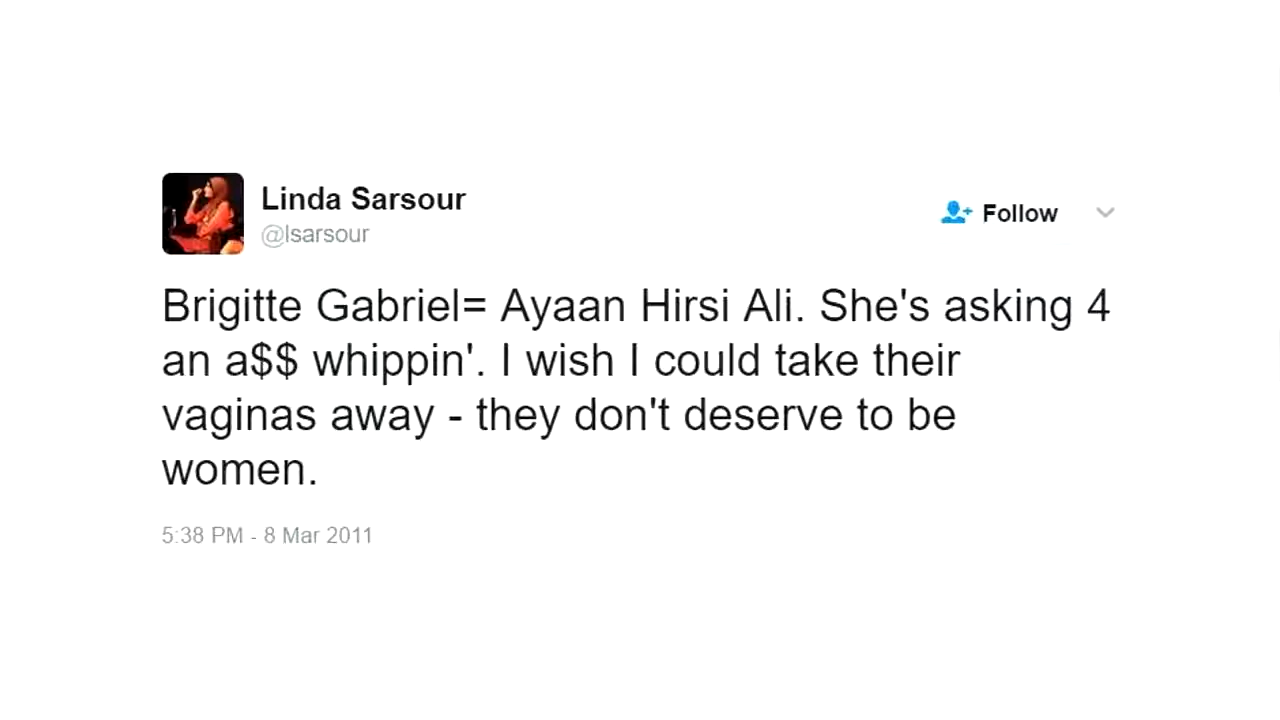 Linda Sarsour
@lsarsour
Follow
Brigitte Gabriel= Ayaan Hirsi Ali. She's asking 4
an a$$ whippin'. I wish I could take their
vaginas away - they don't deserve to be
women.
5:38 PM - 8 Mar 2011